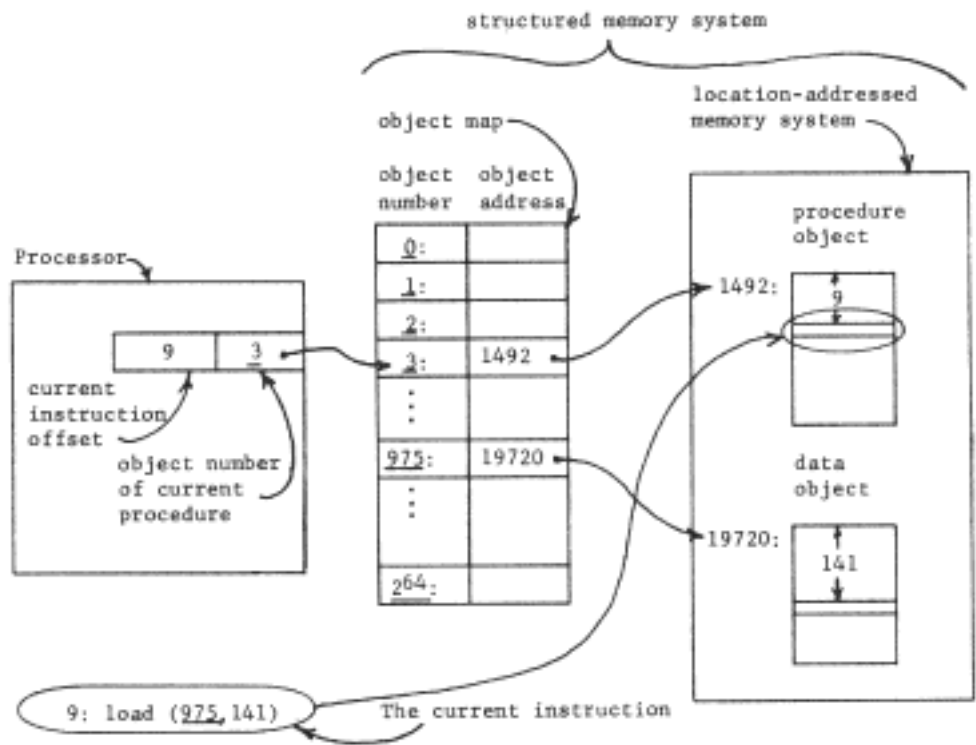 structured memory system
location-addressed
memory system
object map
object
number
object
address
procedure
object
Processor
0:
1:
1492:
9
2:
9
3
3:
1492
current
instruction
offset
object number
of current
procedure
975:
19720
data
object
19720:
141
2^64:
9: load (975,141)
The current instruction